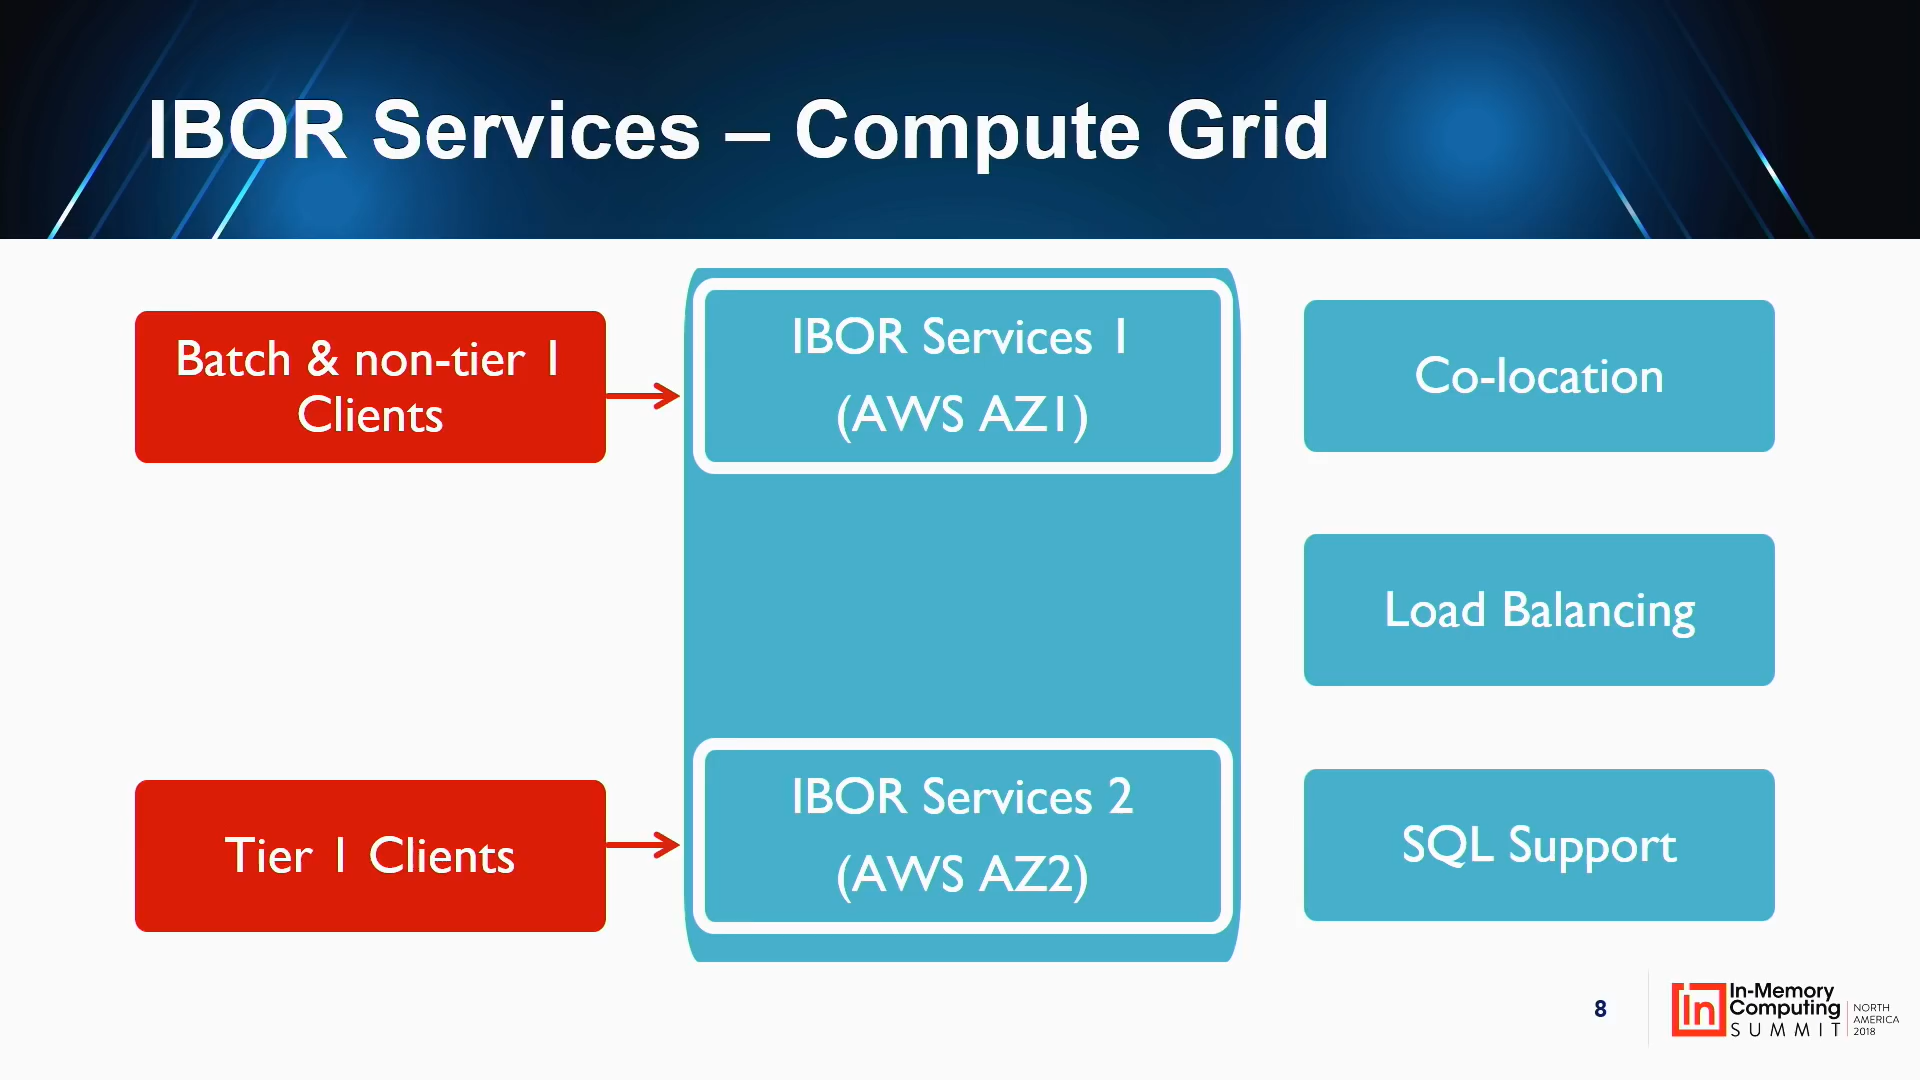 IBOR Services – Compute Grid
Batch & non-tier 1
Clients
IBOR Services 1
(AWS AZ1)
Co-location
Load Balancing
Tier 1 Clients
IBOR Services 2
(AWS AZ2)
SQL Support
8
In
In-Memory
Computing
SUMMIT
NORTH
AMERICA
2018